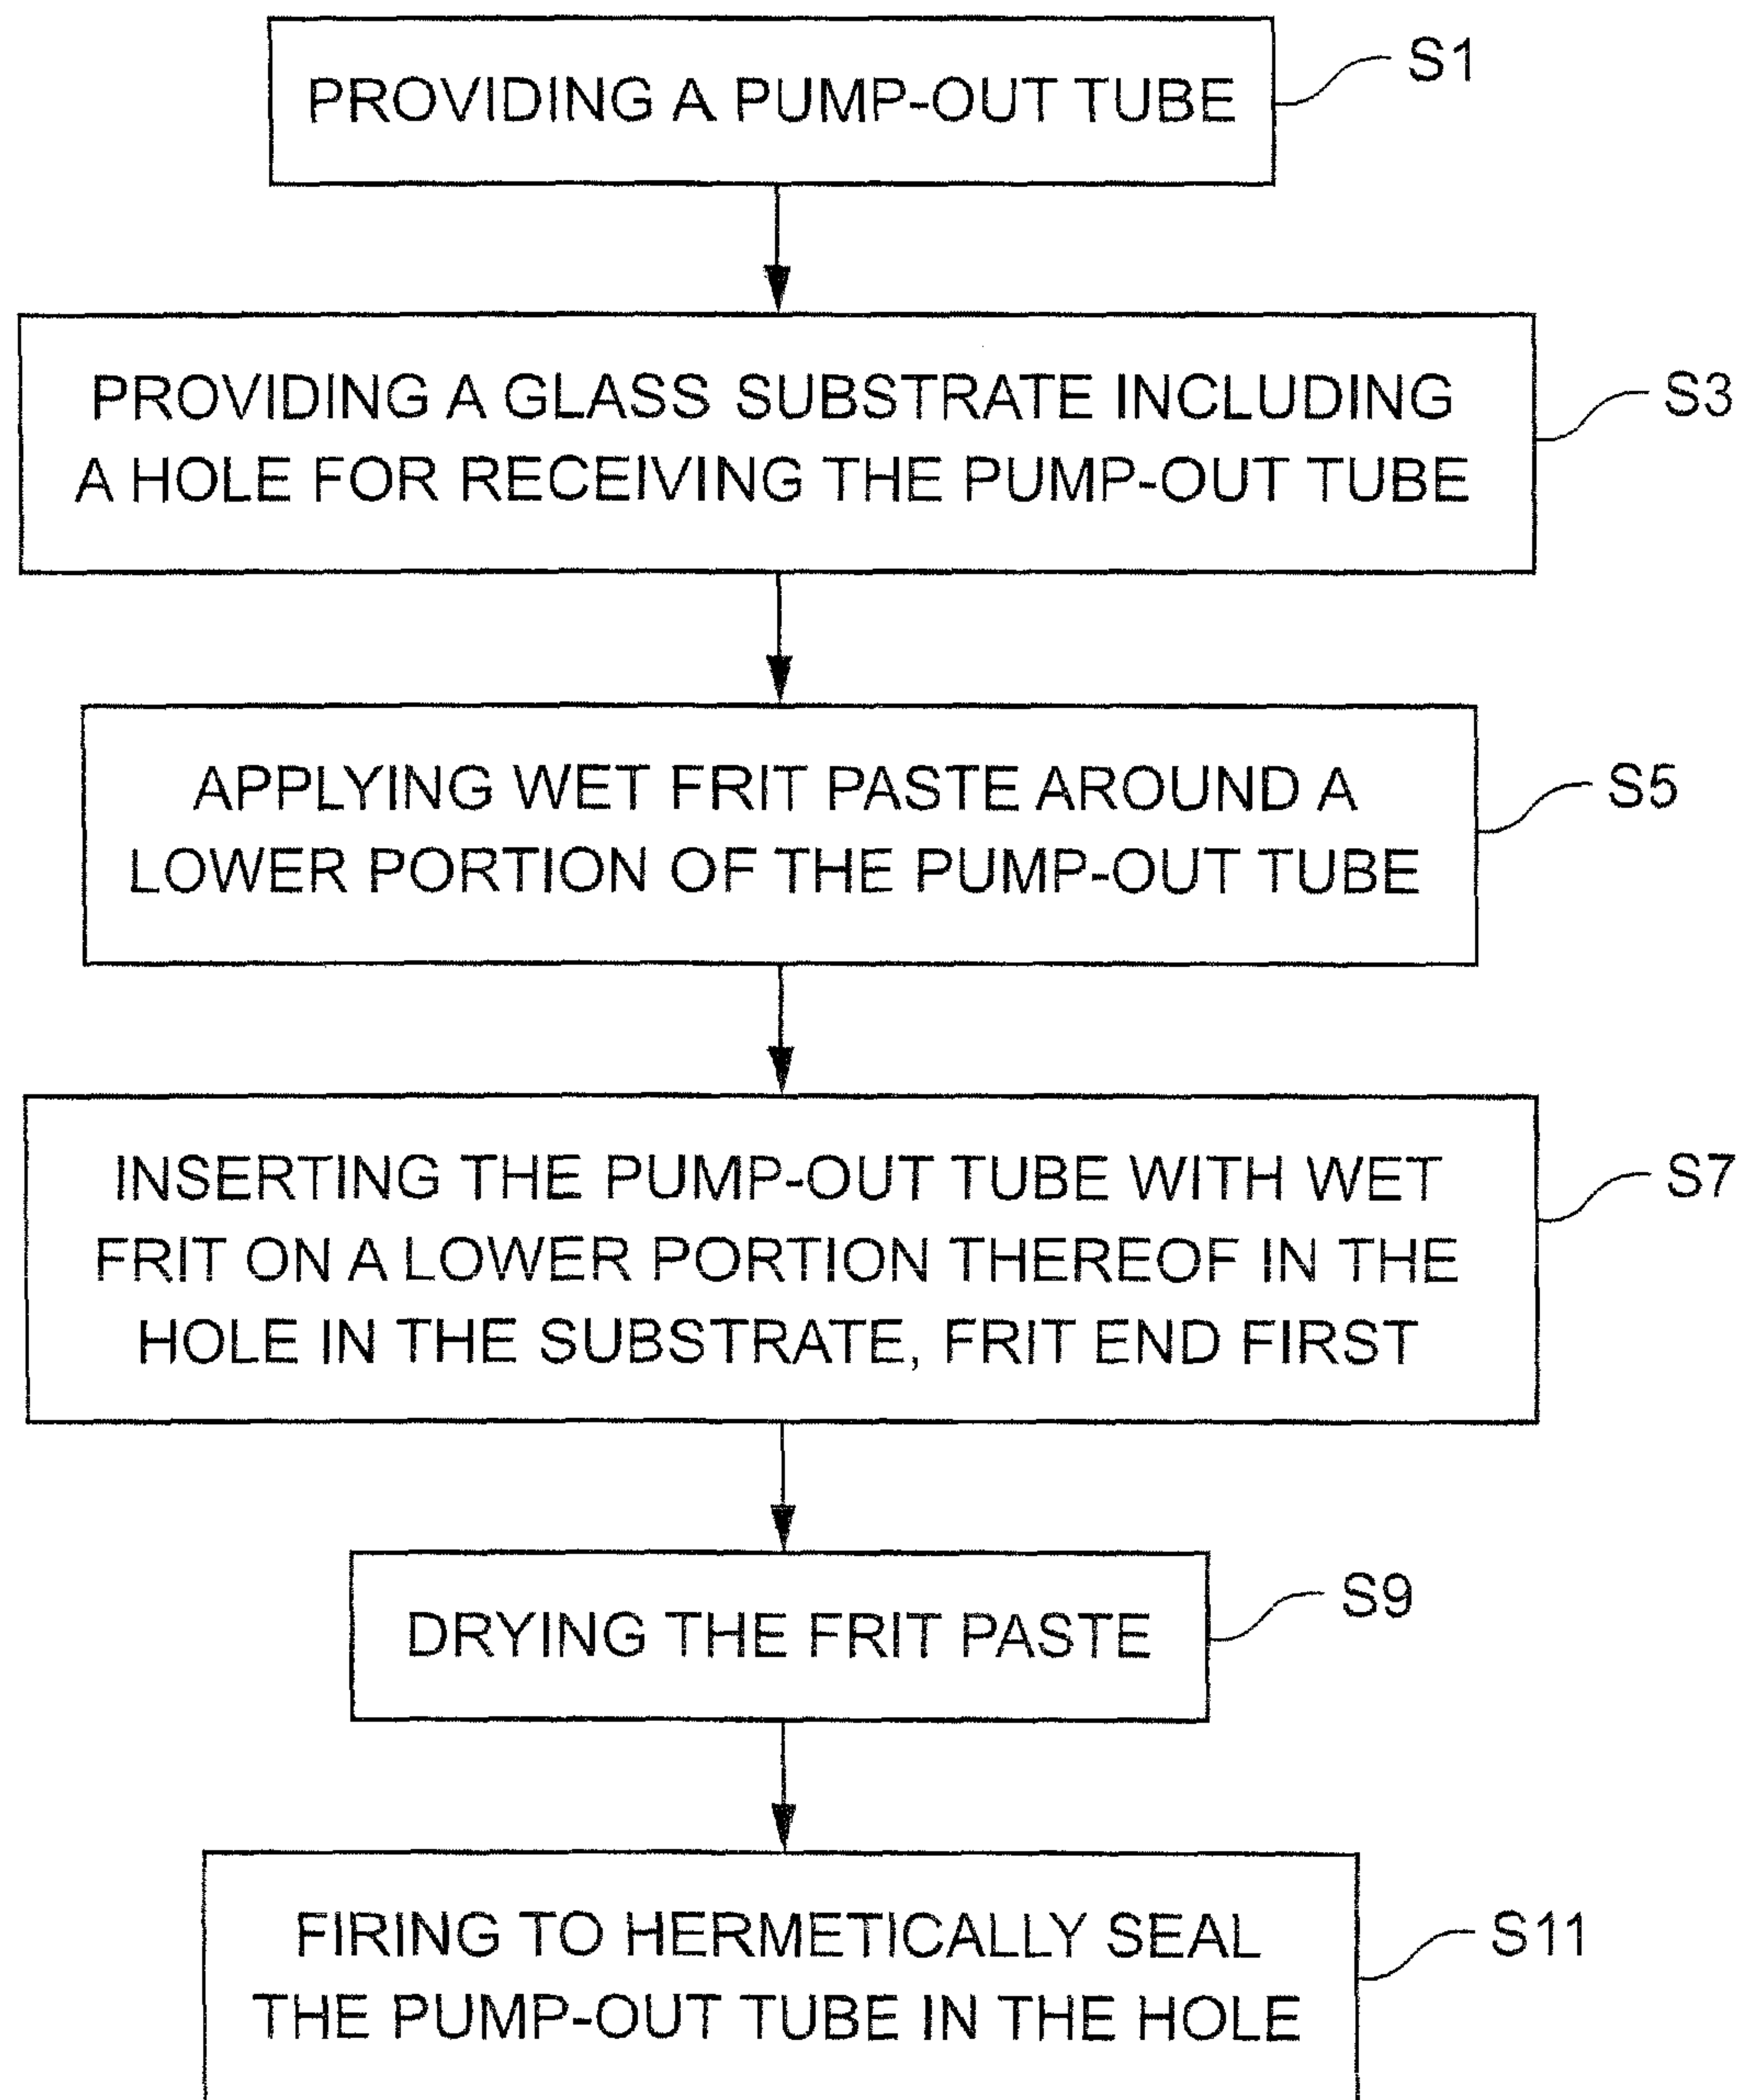 PROVIDING A PUMP-OUT TUBE
S1
PROVIDING A GLASS SUBSTRATE INCLUDING
A HOLE FOR RECEIVING THE PUMP-OUT TUBE
S3
APPLYING WET FRIT PASTE AROUND A
LOWER PORTION OF THE PUMP-OUT TUBE
S5
INSERTING THE PUMP-OUT TUBE WITH WET
FRIT ON A LOWER PORTION THEREOF IN THE
HOLE IN THE SUBSTRATE, FRIT END FIRST
S7
DRYING THE FRIT PASTE
S9
FIRING TO HERMETICALLY SEAL
THE PUMP-OUT TUBE IN THE HOLE
S11